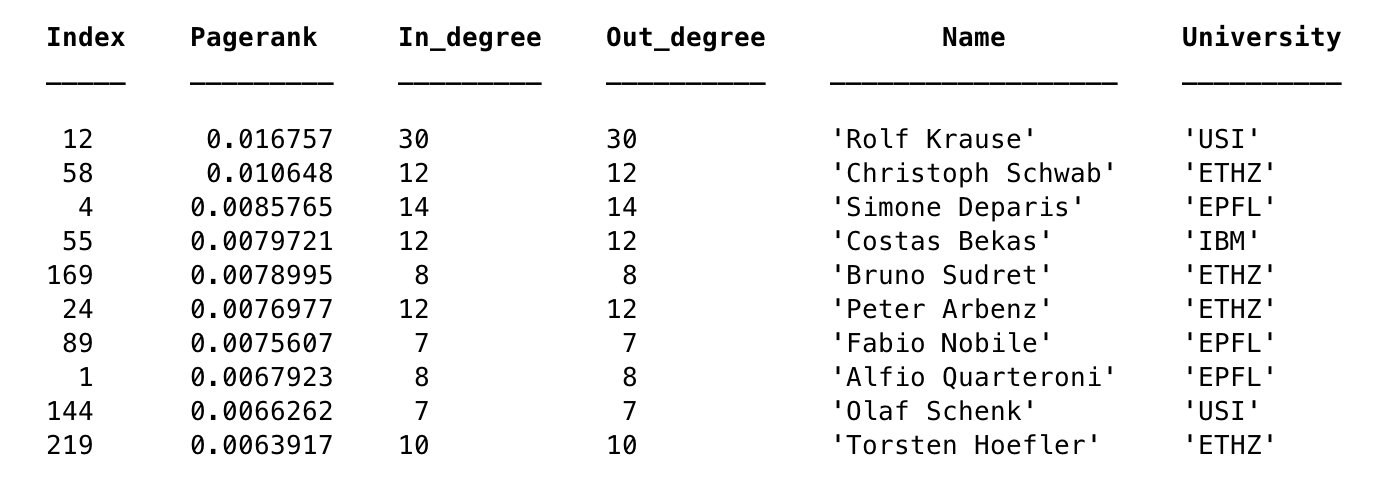 Index Pagerank In_degree Out_degree Name University
12 0.016757 30 30 'Rolf Krause' 'USI'
58 0.010648 12 12 'Christoph Schwab' 'ETHZ'
4 0.0085765 14 14 'Simone Deparis' 'EPFL'
55 0.0079721 12 12 'Costas Bekas' 'IBM'
169 0.0078995 8 8 'Bruno Sudret' 'ETHZ'
24 0.0076977 12 12 'Peter Arbenz' 'ETHZ'
89 0.0075607 7 7 'Fabio Nobile' 'EPFL'
1 0.0067923 8 8 'Alfio Quarteroni' 'EPFL'
144 0.0066262 7 7 'Olaf Schenk' 'USI'
219 0.0063917 10 10 'Torsten Hoefler' 'ETHZ'